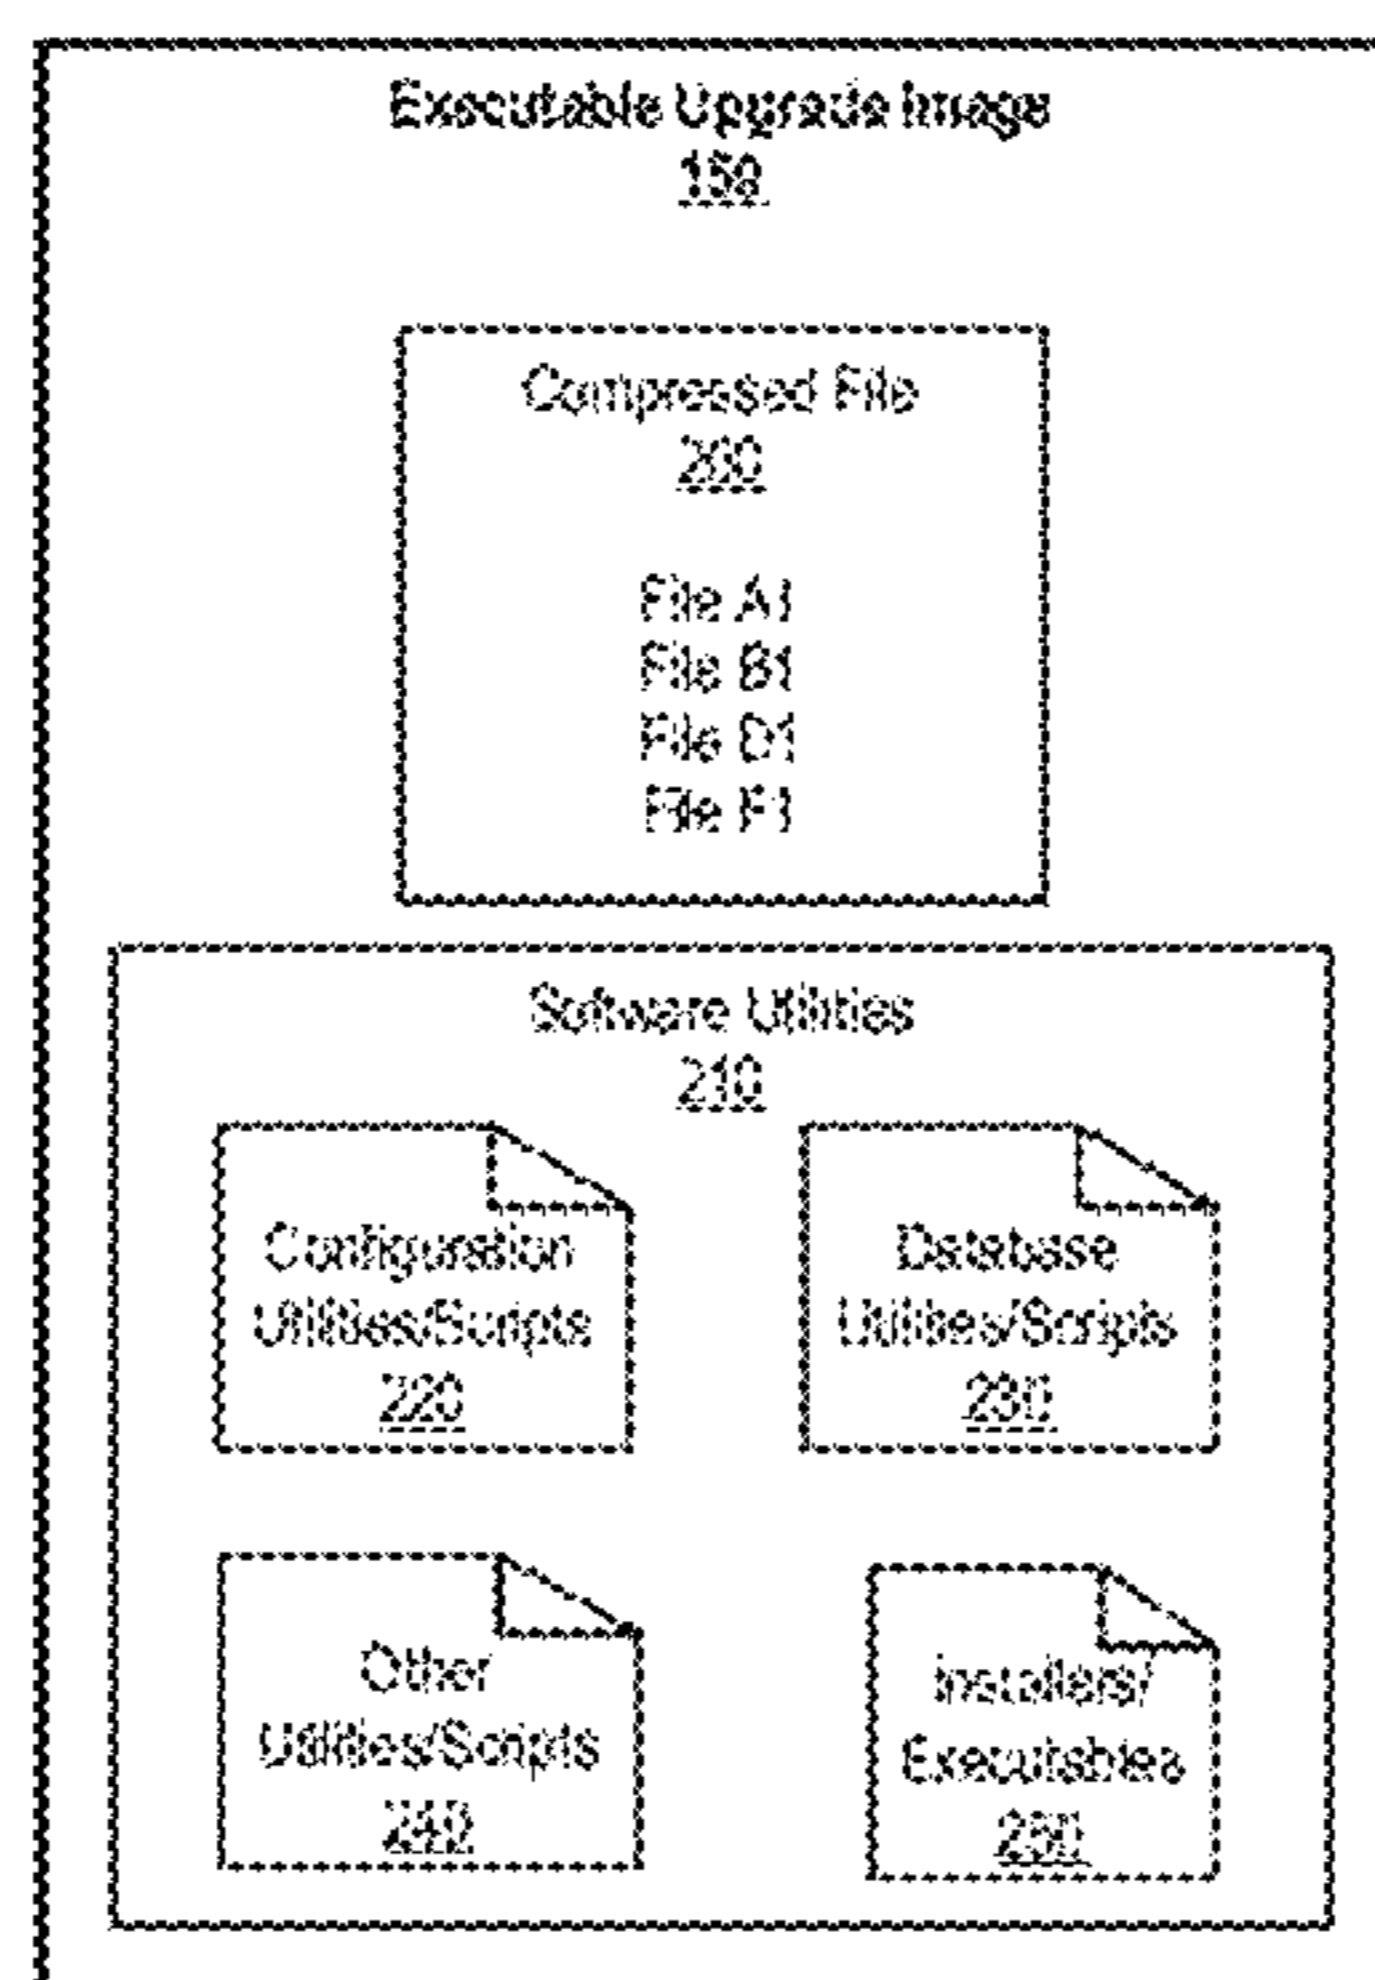 Executable Upgrade Image
Compressed File
200
File A1
File B1
File D1
File F1
Software Utilities
210
Configuration
Utilities/Scripts
220
Database
Utilities/Scripts
230
Other
Utilities/Scripts
240
Installers/
Executables
250